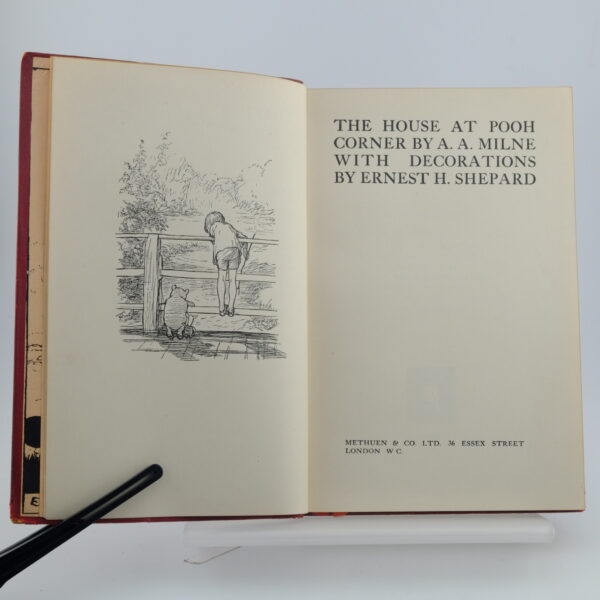 THE HOUSE AT POOH
CORNER BY A. A. MILNE
WITH DECORATIONS
BY ERNEST H. SHEPARD
METHUEN & CO. LTD. 36 ESSEX STREET
LONDON W C.
E